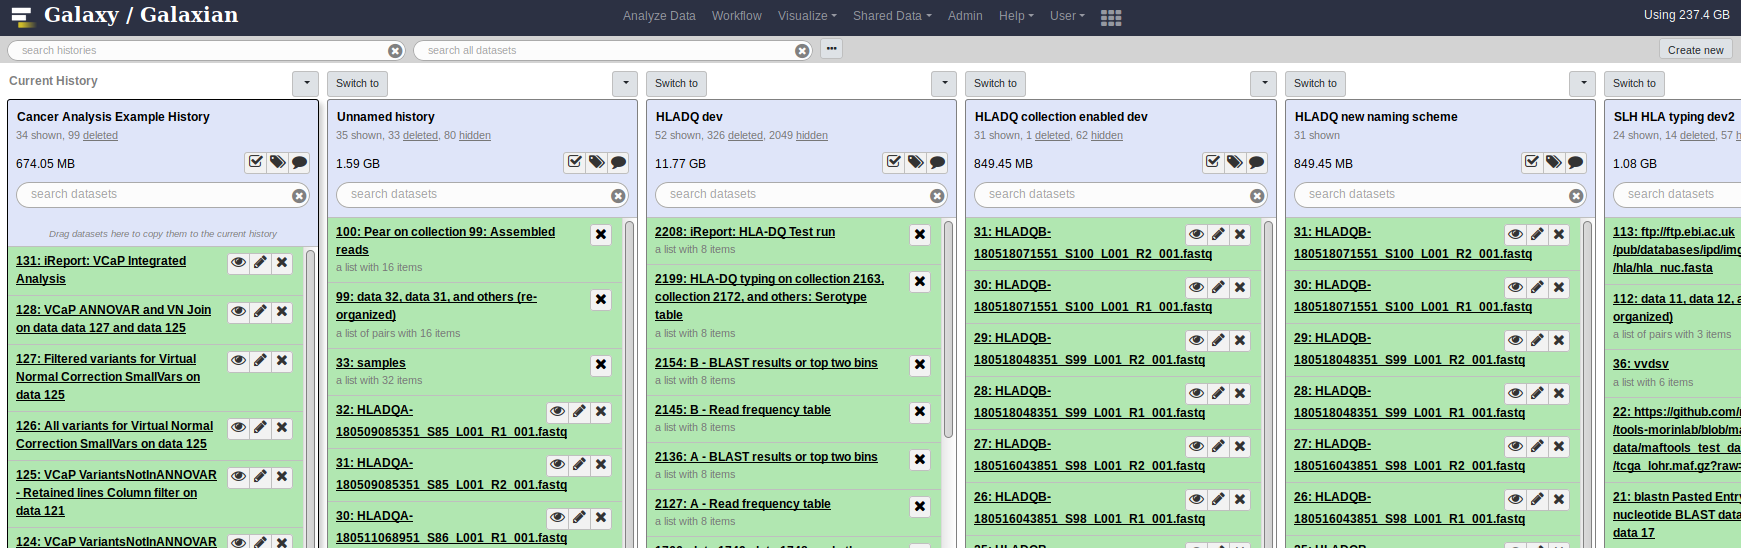 Galaxy / Galaxian
Analyze Data Workflow Visualize Shared Data Admin Help User
Using 237.4 GB
search histories
search all datasets
Create new
Current History
Cancer Analysis Example History
34 shown, 99 deleted
674.05 MB
search datasets
Drag datasets here to copy them to the current history
131: iReport: VCaP Integrated
Analysis
128: VCaP ANNOVAR and VN Join
on data data 127 and data 125
127: Filtered variants for Virtual
Normal Correction SmallVars on
data 125
126: All variants for Virtual Normal
Correction SmallVars on data 125
125: VCaP VariantsNotInANNOVAR
- Retained lines Column filter on
data 121
124: VCaP VariantsNotInANNOVAR
Switch to
Unnamed history
35 shown, 33 deleted, 80 hidden
1.59 GB
search datasets
100: Pear on collection 99: Assembled
reads
a list with 16 items
99: data 32, data 31, and others (re-
organized)
a list of pairs with 16 items
33: samples
a list with 32 items
32: HLADQA-
180509085351_S85_L001_R1_001.fastq
31: HLADQA-
180509085351_S85_L001_R2_001.fastq
30: HLADQA-
180511068951_S86_L001_R1_001.fastq
Switch to
HLADQ dev
52 shown, 326 deleted, 2049 hidden
11.77 GB
search datasets
2208: iReport: HLA-DQ Test run
a list with 8 items
2199: HLA-DQ typing on collection 2163,
collection 2172, and others: Serotype
table
a list with 8 items
2154: B - BLAST results or top two bins
a list with 8 items
2145: B - Read frequency table
a list with 8 items
2136: A - BLAST results or top two bins
a list with 8 items
2127: A - Read frequency table
a list with 8 items
Switch to
HLADQ collection enabled dev
31 shown, 1 deleted, 62 hidden
849.45 MB
search datasets
31: HLADQB-
180518071551_S100_L001_R2_001.fastq
30: HLADQB-
180518071551_S100_L001_R1_001.fastq
29: HLADQB-
180518048351_S99_L001_R2_001.fastq
28: HLADQB-
180518048351_S99_L001_R1_001.fastq
27: HLADQB-
180516043851_S98_L001_R2_001.fastq
26: HLADQB-
180516043851_S98_L001_R1_001.fastq
25: HLADQB-
Switch to
HLADQ new naming scheme
31 shown
849.45 MB
search datasets
31: HLADQB-
180518071551_S100_L001_R2_001.fastq
30: HLADQB-
180518071551_S100_L001_R1_001.fastq
29: HLADQB-
180518048351_S99_L001_R2_001.fastq
28: HLADQB-
180518048351_S99_L001_R1_001.fastq
27: HLADQB-
180516043851_S98_L001_R2_001.fastq
26: HLADQB-
180516043851_S98_L001_R1_001.fastq
25: HLADQB-
Switch to
SLH HLA typing dev2
24 shown, 14 deleted, 57
1.08 GB
search datasets
113: ftp://ftp.ebi.ac.uk
/pub/databases/ipd/img
/hla/hla_nuc.fasta
112: data 11, data 12, a
organized)
a list of pairs with 3 items
36: vvdsv
a list with 6 items
22: https://github.com/
/tools-morinlab/blob/ma
data/maftools_test_da
/tcga_lohr.maf.gz?raw=
21: blastn Pasted Entry
nucleotide BLAST data
data 17